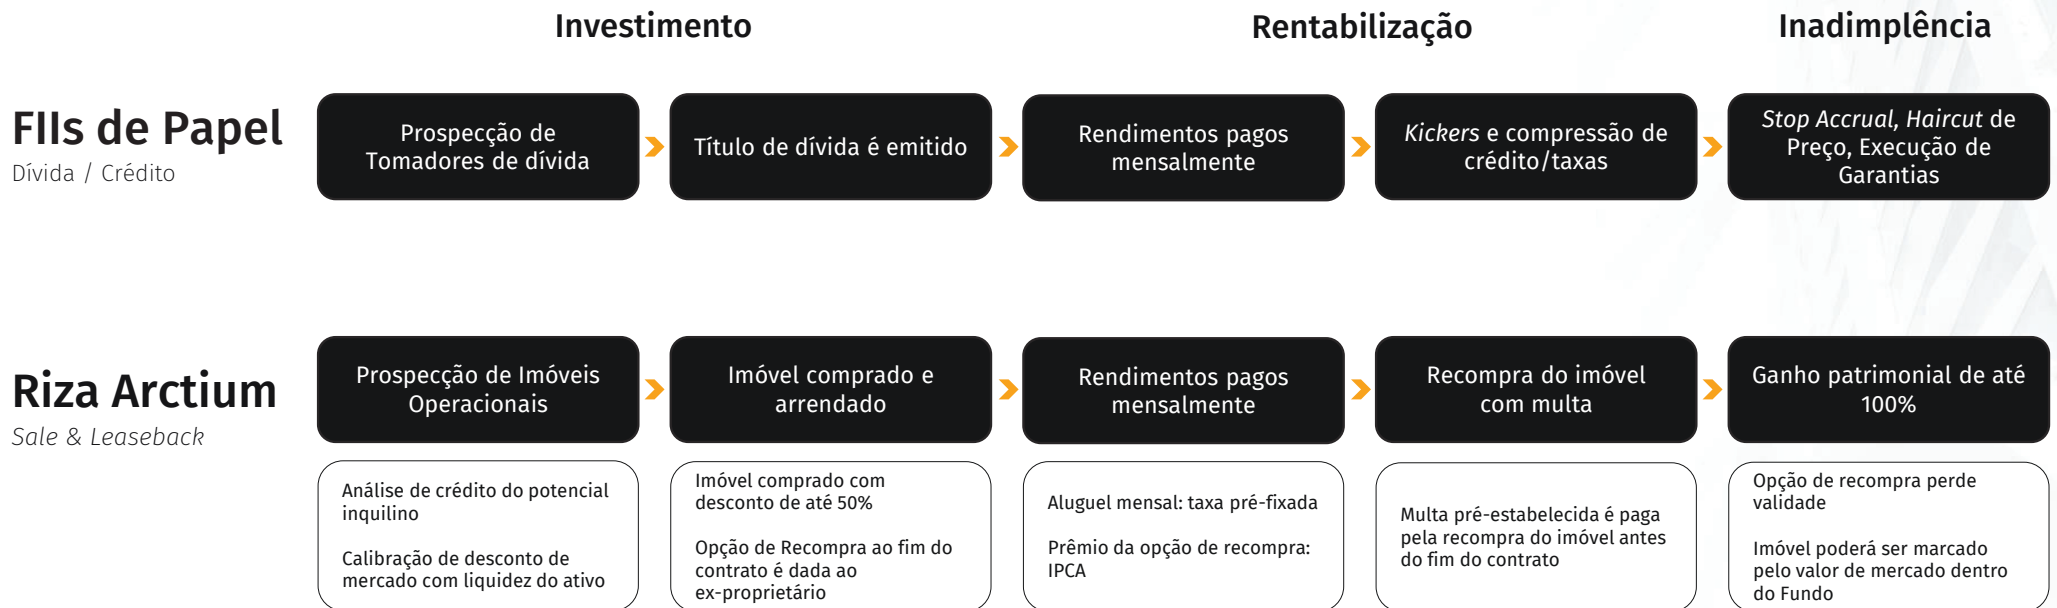 Investimento
Rentabilização
Inadimplência
FIIs de Papel
Dívida / Crédito
Prospecção de
Tomadores de dívida
Título de dívida é emitido
Rendimentos pagos
mensalmente
Kickers e compressão de
crédito/taxas
Stop Accrual, Haircut de
Preço, Execução de
Garantias
Riza Arctium
Sale & Leaseback
Prospecção de Imóveis
Operacionais
Imóvel comprado e
arrendado
Rendimentos pagos
mensalmente
Recompra do imóvel
com multa
Ganho patrimonial de até
100%
Análise de crédito do potencial
inquilino
Calibração de desconto de
mercado com liquidez do ativo
Imóvel comprado com
desconto de até 50%
Opção de Recompra ao fim do
contrato é dada ao
ex-proprietário
Aluguel mensal: taxa pré-fixada
Prêmio da opção de recompra:
IPCA
Multa pré-estabelecida é paga
pela recompra do imóvel antes
do fim do contrato
Opção de recompra perde
validade
Imóvel poderá ser marcado
pelo valor de mercado dentro
do Fundo